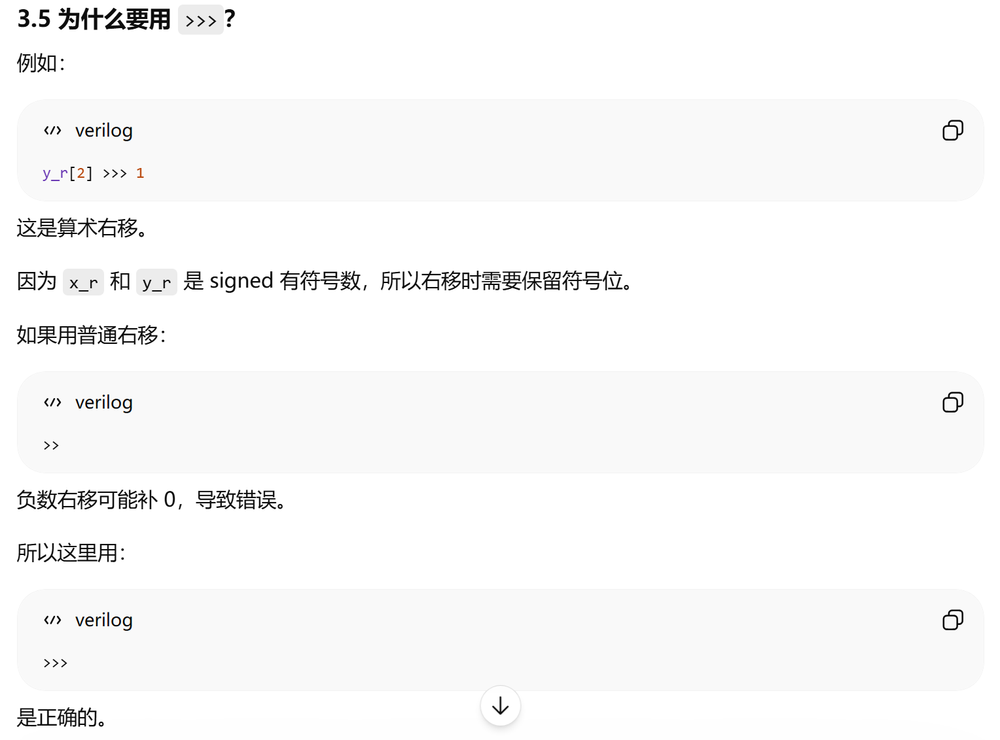 3.5 为什么要用 >>>?
例如：
verilog
y_r[2] >>> 1
这是算术右移。
因为 x_r 和 y_r 是 signed 有符号数，所以右移时需要保留符号位。
如果用普通右移：
verilog
>>
负数右移可能补 0，导致错误。
所以这里用：
verilog
>>>
是正确的。